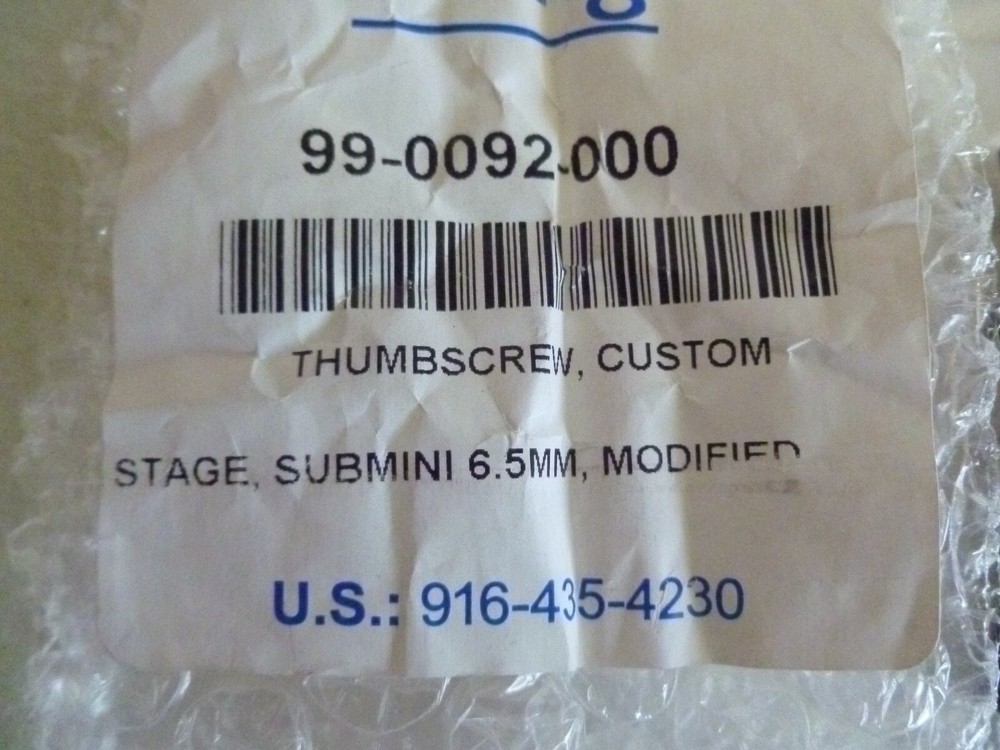 99-0092-000
THUMBSCREW, CUSTOM
STAGE, SUBMINI 6.5MM, MODIFIED
U.S.: 916-435-4230